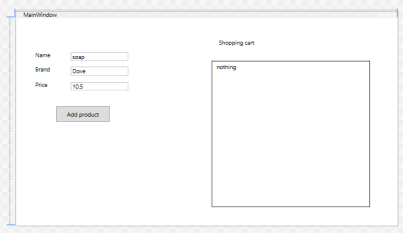 MainWindow
Shopping cart
Name soap
nothing
Brand Dove
Price 10.5
Add product